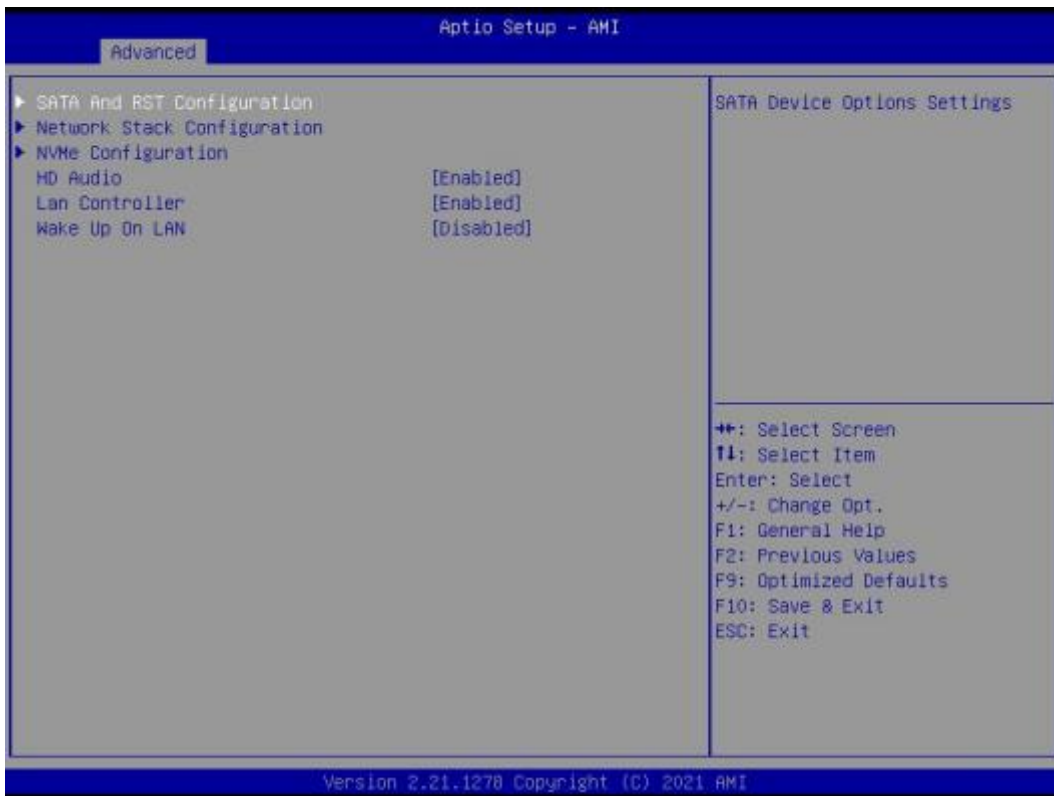 Aptio Setup - AMI
Advanced
SATA And RST Configuration
Network Stack Configuration
NVMe Configuration
HD Audio [Enabled]
Lan Controller [Enabled]
Wake Up On LAN [Disabled]
SATA Device Options Settings
→←: Select Screen
↑↓: Select Item
Enter: Select
+/-: Change Opt.
F1: General Help
F2: Previous Values
F9: Optimized Defaults
F10: Save & Exit
ESC: Exit
Version 2.21.1278 Copyright (C) 2021 AMI